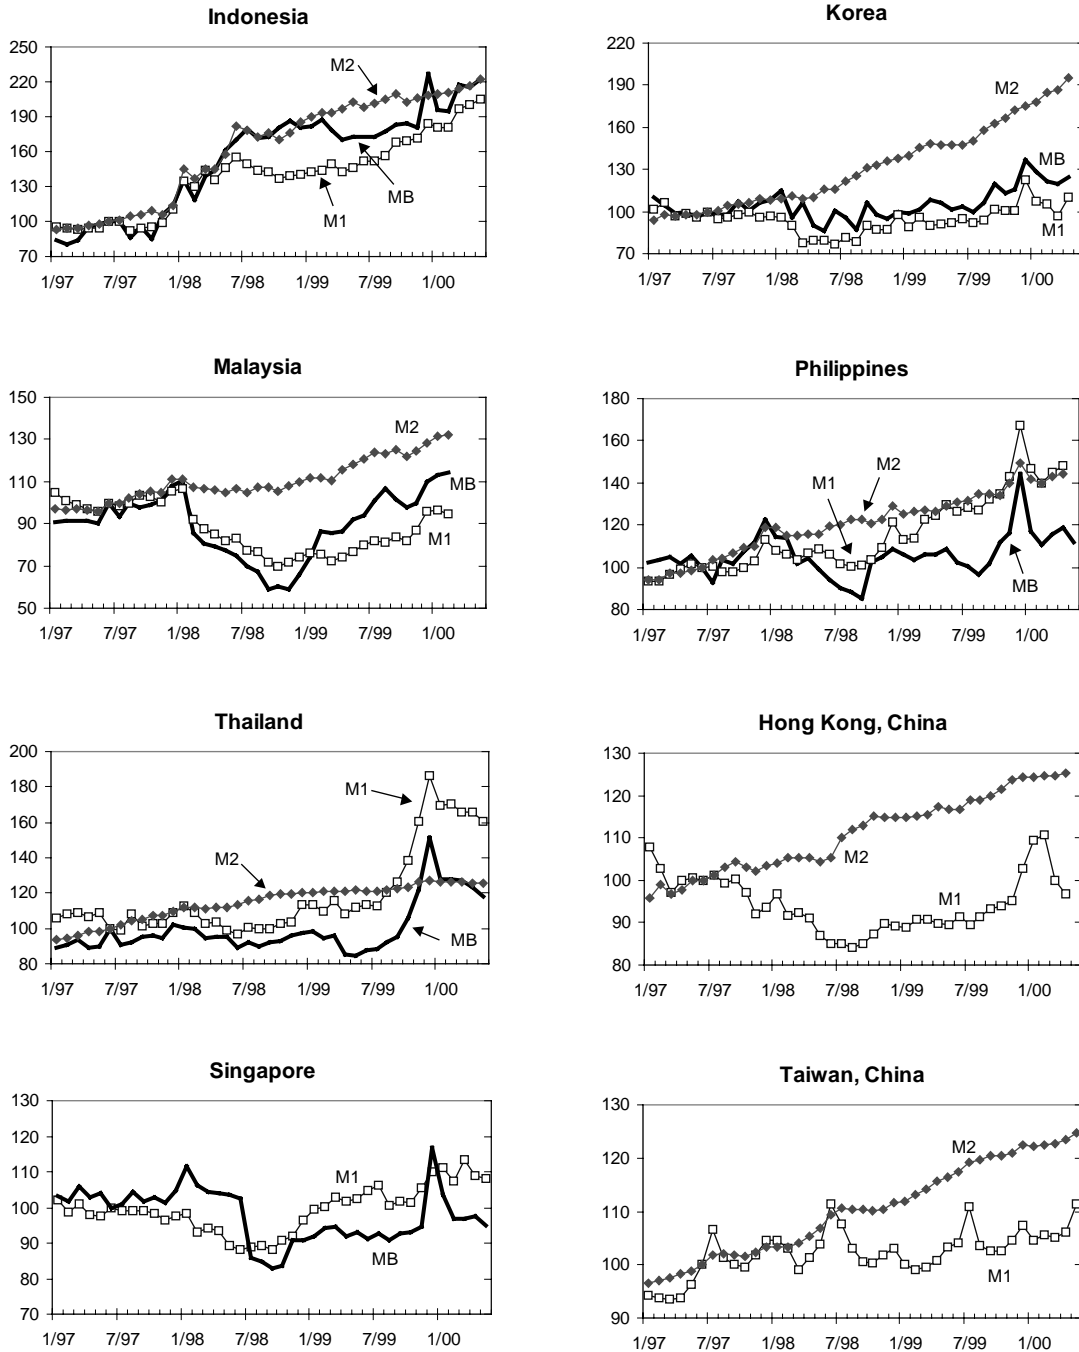 Indonesia
250
220
190
160
130
100
70
M2
MB
M1
1/97 7/97 1/98 7/98 1/99 7/99 1/00
Korea
220
190
160
130
100
70
M2
MB
M1
1/97 7/97 1/98 7/98 1/99 7/99 1/00
Malaysia
150
130
110
90
70
50
M2
MB
M1
1/97 7/97 1/98 7/98 1/99 7/99 1/00
Philippines
180
160
140
120
100
80
M2
M1
MB
1/97 7/97 1/98 7/98 1/99 7/99 1/00
Thailand
200
180
160
140
120
100
80
M1
M2
MB
1/97 7/97 1/98 7/98 1/99 7/99 1/00
Hong Kong, China
130
120
110
100
90
80
M2
M1
1/97 7/97 1/98 7/98 1/99 7/99 1/00
Singapore
130
120
110
100
90
80
70
M1
MB
1/97 7/97 1/98 7/98 1/99 7/99 1/00
Taiwan, China
130
120
110
100
90
M2
M1
1/97 7/97 1/98 7/98 1/99 7/99 1/00